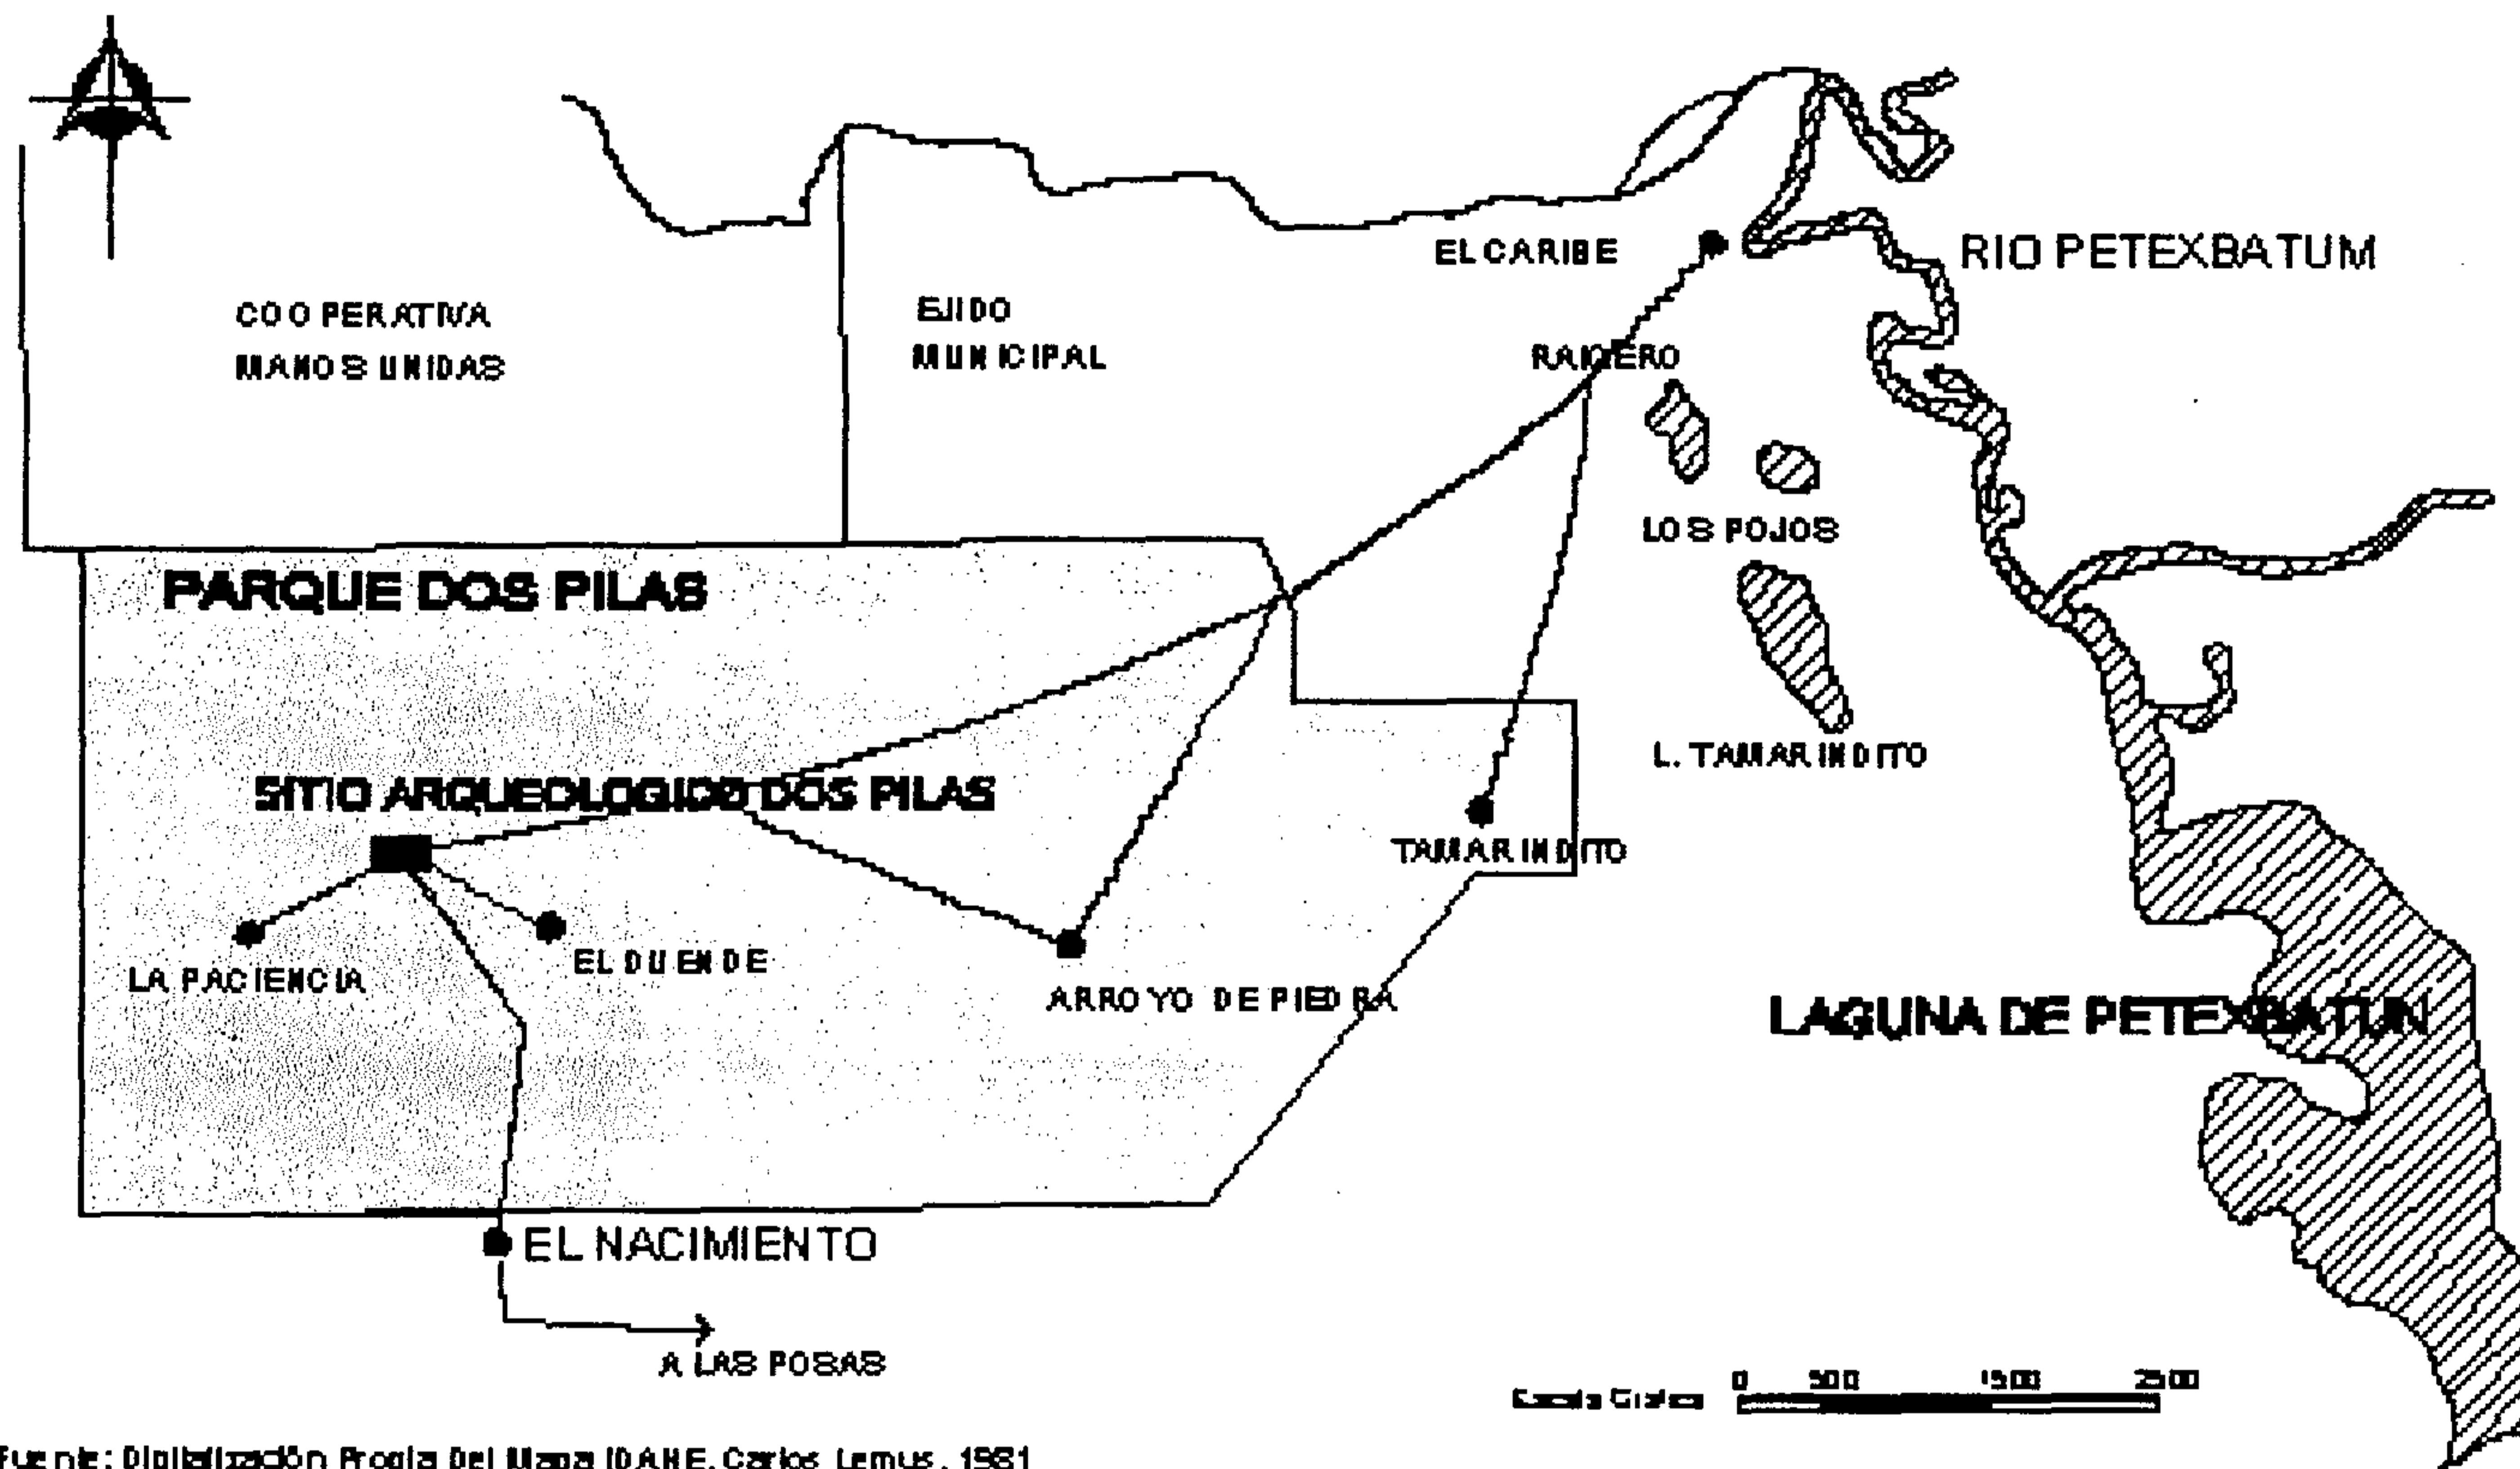 EL CARIBE
RIO PETEXBATUM
COOPERATIVA
MANOS UNIDAS
EJIDO
MUNICIPAL
PARQUE DOS PILAS
LOS POJOS
L. TAMARINDITO
SITIO ARQUEOLOGICO DOS PILAS
TAMARINDITO
LA PACIENCIA
EL DUENDE
ARROYO DE PIEDRA
LAGUNA DE PETEXBATUN
EL NACIMIENTO
A LAS POSAS
Escala Grafica
0 500 1500 2500
Fuente: Digitalización Propia Del Mapa IDAHE. Carlos Lemus.